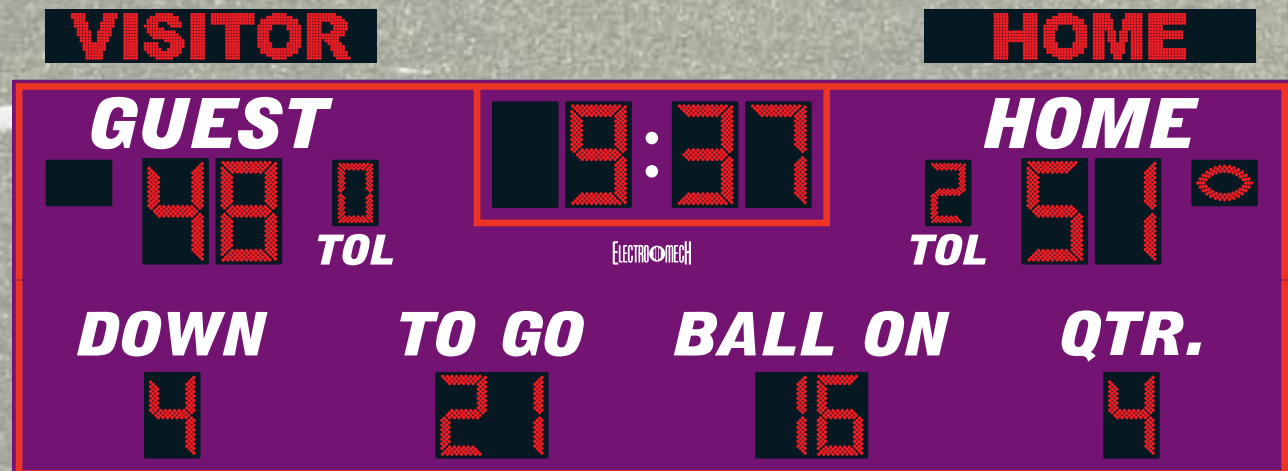 VISITOR HOME
GUEST 9:37 HOME
48 0 2 51
TOL ELECTRO MECH TOL
DOWN TO GO BALL ON QTR.
4 21 16 4